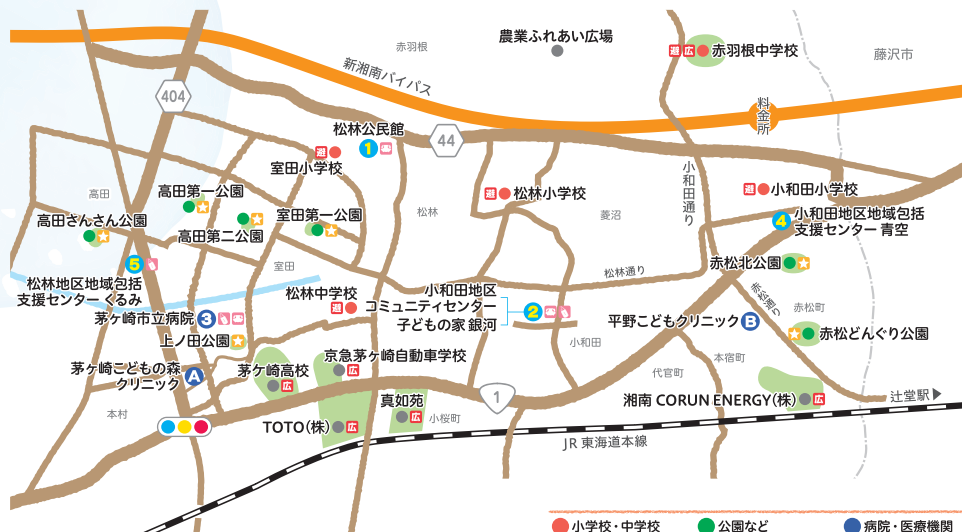 農業ふれあい広場
赤羽根
避 広 赤羽根中学校
藤沢市
新湘南バイパス
料金所
404
松林公民館
1
44
避
室田小学校
小和田通り
避 松林小学校
避 小和田小学校
高田
高田第一公園
高田さんさん公園
高田第二公園
室田第一公園
松林
菱沼
4 小和田地区地域包括
支援センター 青空
5
松林地区地域包括
支援センター くるみ
室田
松林通り
赤松北公園
赤松通り
赤松町
松林中学校
避
小和田地区
コミュニティセンター
子どもの家 銀河
2
茅ヶ崎市立病院 3
上ノ田公園
平野こどもクリニック B
赤松どんぐり公園
小和田
本宿町
代官町
茅ヶ崎こどもの森
クリニック A
茅ケ崎高校
広
京急茅ヶ崎自動車学校
広
真如苑
広
小桜町
1
湘南 CORUN ENERGY(株) 広
辻堂駅▶
本村
TOTO(株) 広
JR 東海道本線
小学校・中学校
公園など
病院・医療機関